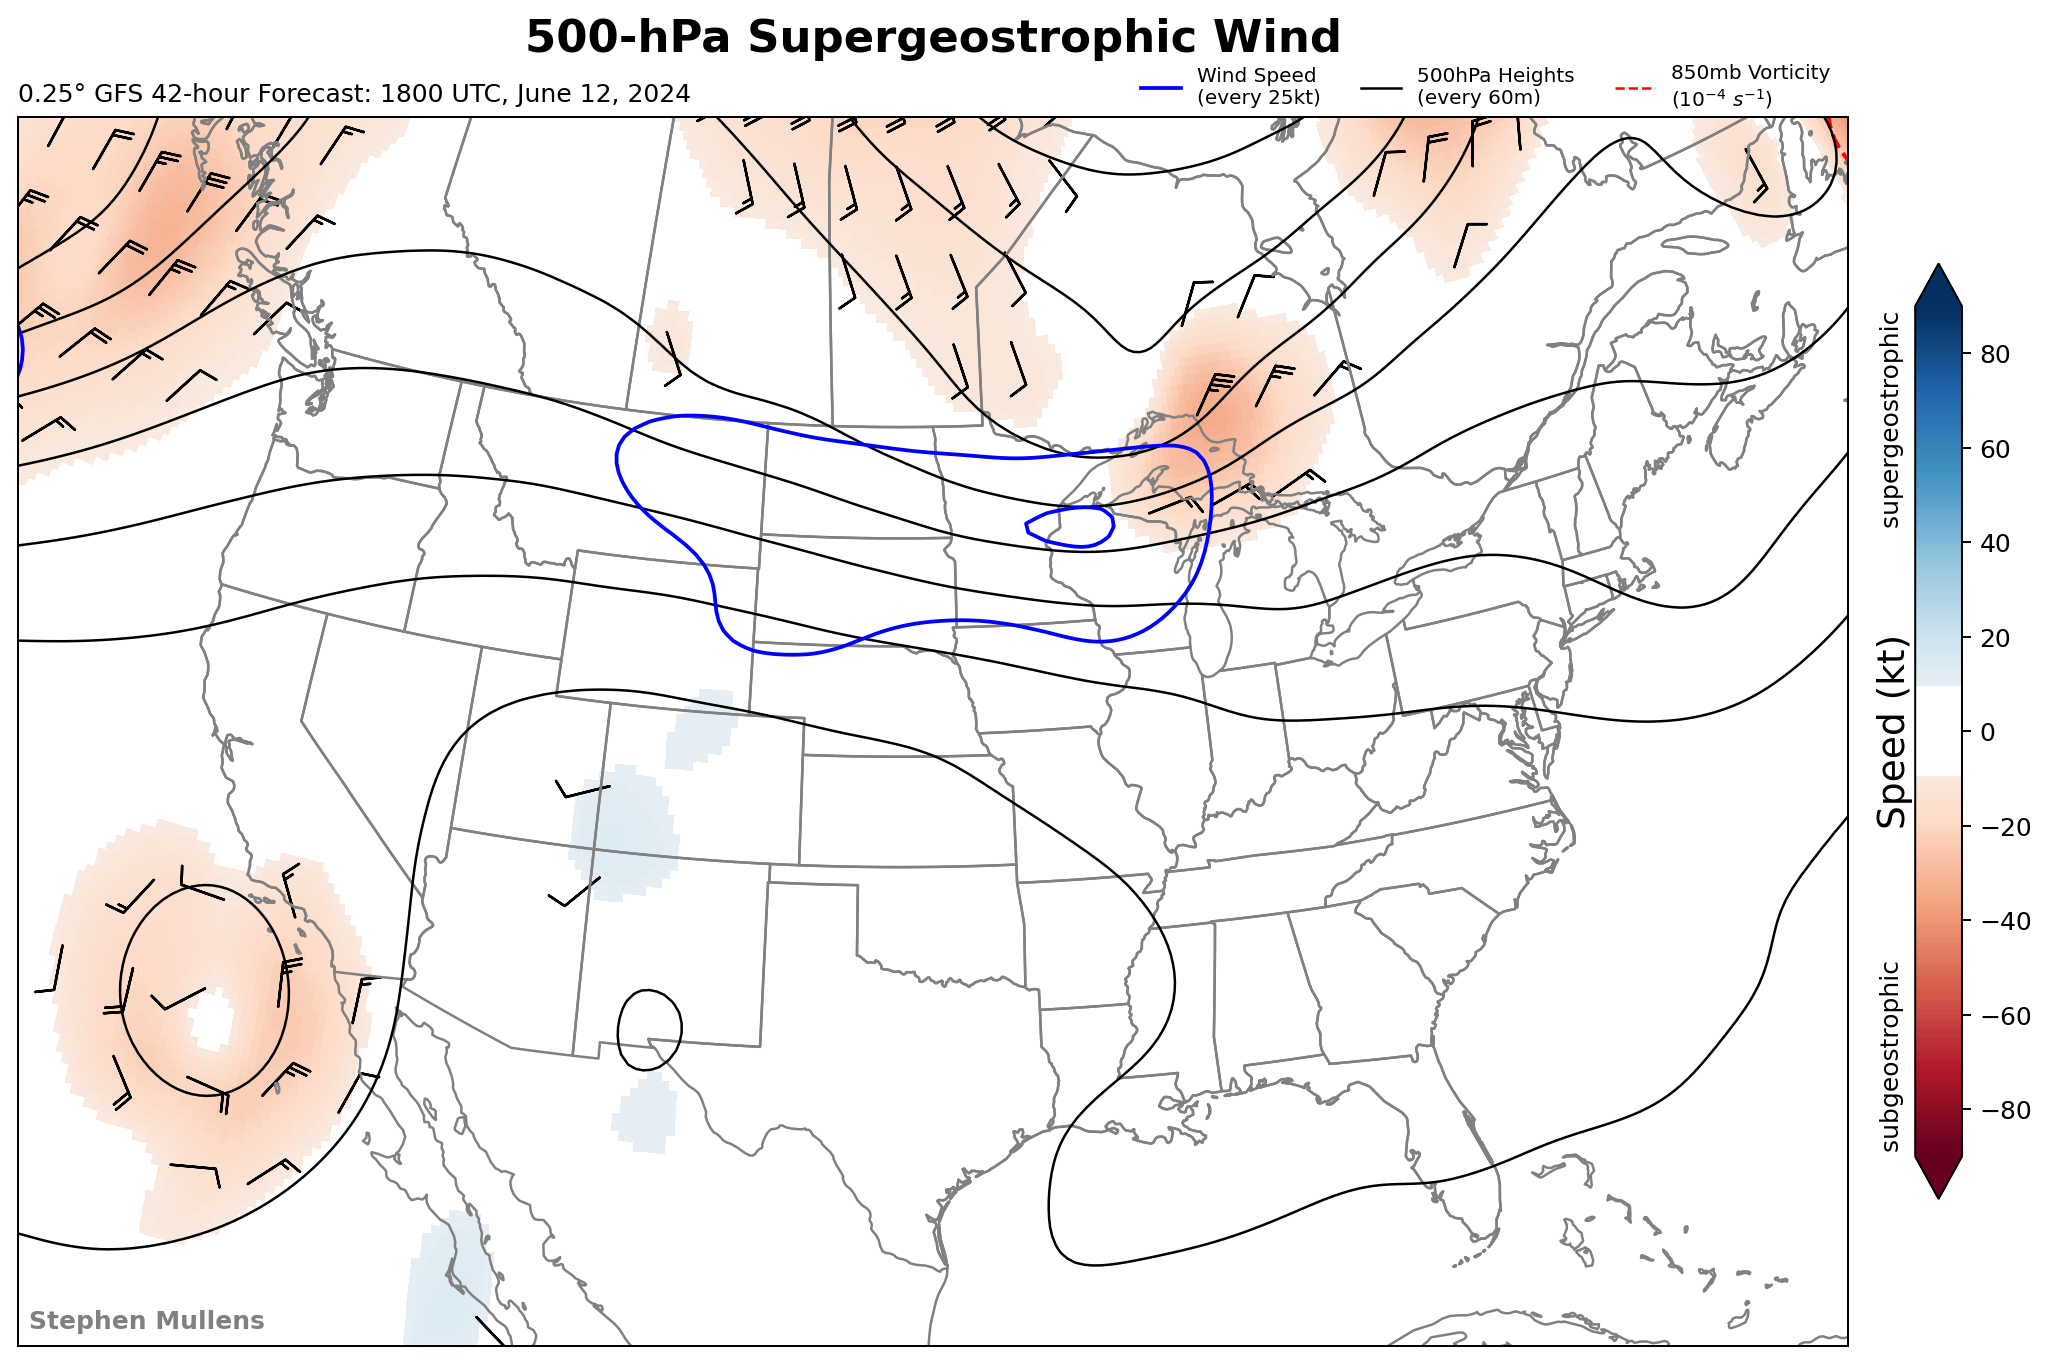 500-hPa Supergeostrophic Wind
0.25° GFS 42-hour Forecast: 1800 UTC, June 12, 2024
Wind Speed
(every 25kt)
500hPa Heights
(every 60m)
850mb Vorticity
(10⁻⁴ s⁻¹)
supergeostrophic
Speed (kt)
subgeostrophic
80
60
40
20
0
−20
−40
−60
−80
Stephen Mullens